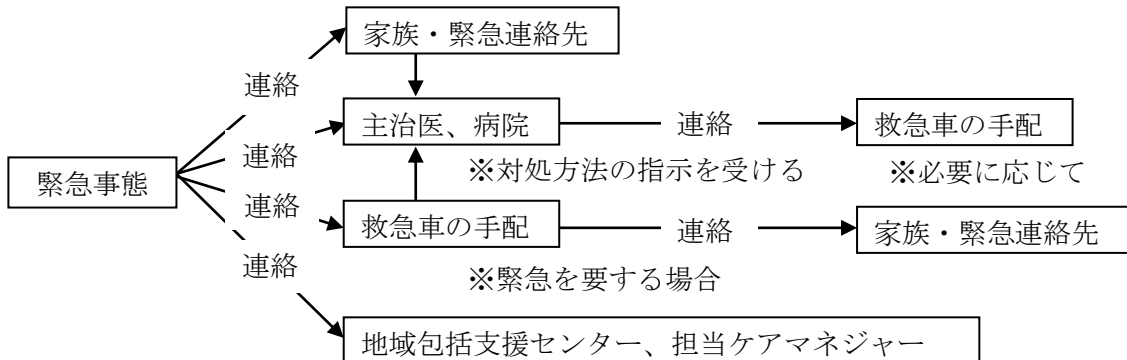 家族・緊急連絡先
連絡
主治医、病院
連絡
救急車の手配
連絡
※対処方法の指示を受ける
※必要に応じて
緊急事態
連絡
救急車の手配
連絡
家族・緊急連絡先
連絡
※緊急を要する場合
地域包括支援センター、担当ケアマネジャー